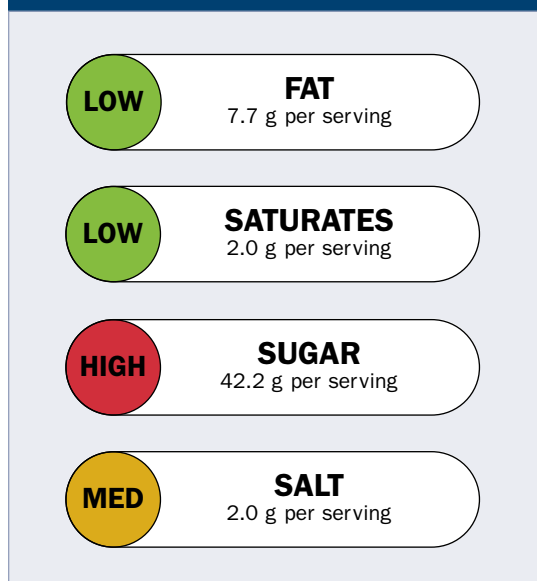 LOW
FAT
7.7 g per serving
LOW
SATURATES
2.0 g per serving
HIGH
SUGAR
42.2 g per serving
MED
SALT
2.0 g per serving